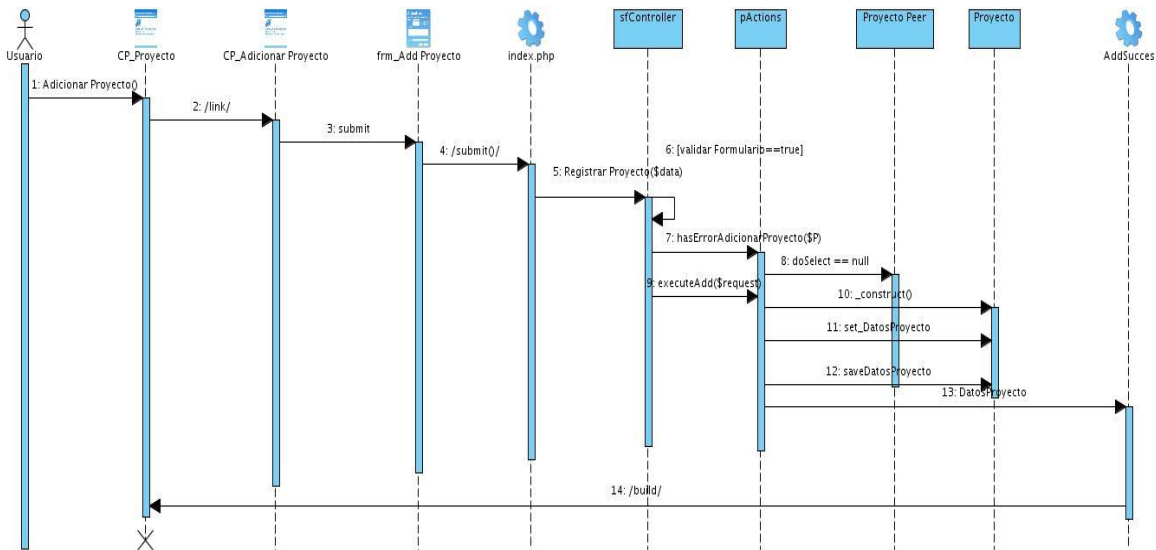 sfController
pActions
Proyecto Peer
Proyecto
Usuario
CP_Proyecto
CP_Adicionar Proyecto
frm_Add Proyecto
index.php
AddSucces
1: Adicionar Proyecto()
2: /link/
3: submit
4: /submit()/
6: [validar Formulario==true]
5: Registrar Proyecto($data)
7: hasErrorAdicionarProyecto($P)
8: doSelect == null
9: executeAdd($request)
10: _construct()
11: set_DatosProyecto
12: saveDatosProyecto
13: DatosProyecto
14: /build/